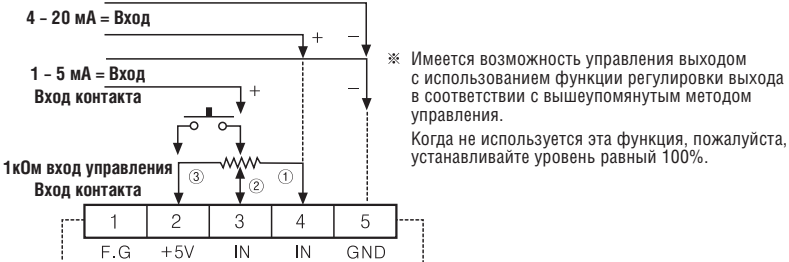 4 – 20 мА = Вход
+
–
1 – 5 мА = Вход
Вход контакта
+
–
1кОм вход управления
Вход контакта
③
②
①
1 2 3 4 5
F.G +5V IN IN GND
※ Имеется возможность управления выходом
с использованием функции регулировки выхода
в соответствии с вышеупомянутым методом
управления.
Когда не используется эта функция, пожалуйста,
устанавливайте уровень равный 100%.